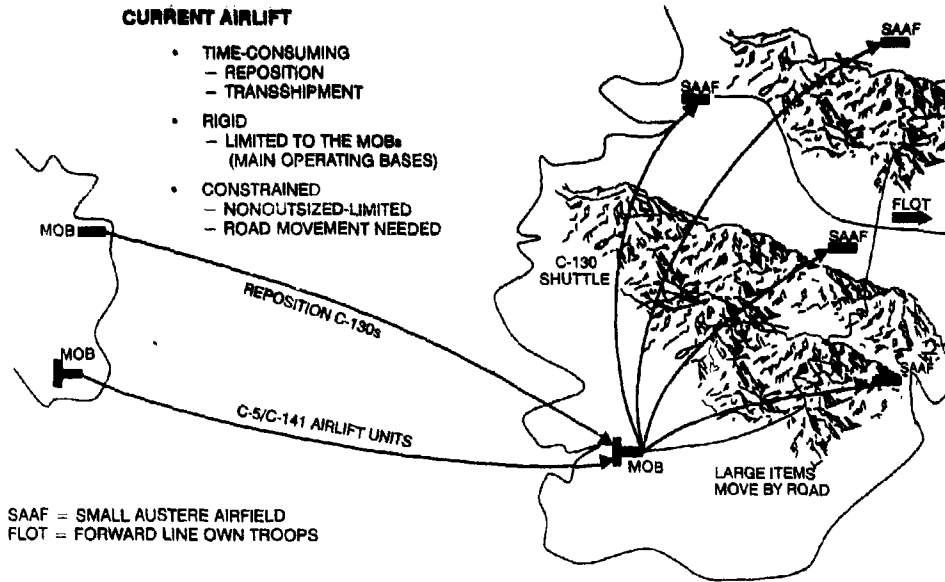 CURRENT AIRLIFT
• TIME-CONSUMING
– REPOSITION
– TRANSSHIPMENT
• RIGID
– LIMITED TO THE MOBs
(MAIN OPERATING BASES)
• CONSTRAINED
– NONOUTSIZED-LIMITED
– ROAD MOVEMENT NEEDED
SAAF
SAAF
FLOT
SAAF
C-130
SHUTTLE
MOB
REPOSITION C-130s
MOB
C-5/C-141 AIRLIFT UNITS
SAAF
MOB
LARGE ITEMS
MOVE BY ROAD
SAAF = SMALL AUSTERE AIRFIELD
FLOT = FORWARD LINE OWN TROOPS